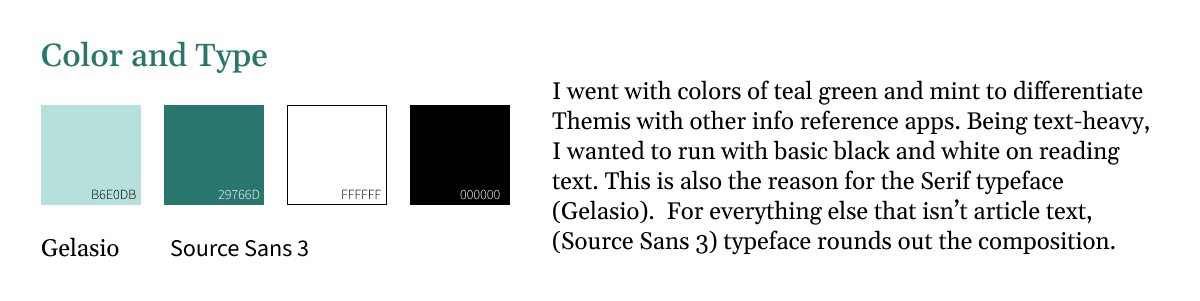 Color and Type
B6E0DB
29766D
FFFFFF
000000
Gelasio
Source Sans 3
I went with colors of teal green and mint to differentiate
Themis with other info reference apps. Being text-heavy,
I wanted to run with basic black and white on reading
text. This is also the reason for the Serif typeface
(Gelasio).  For everything else that isn’t article text,
(Source Sans 3) typeface rounds out the composition.